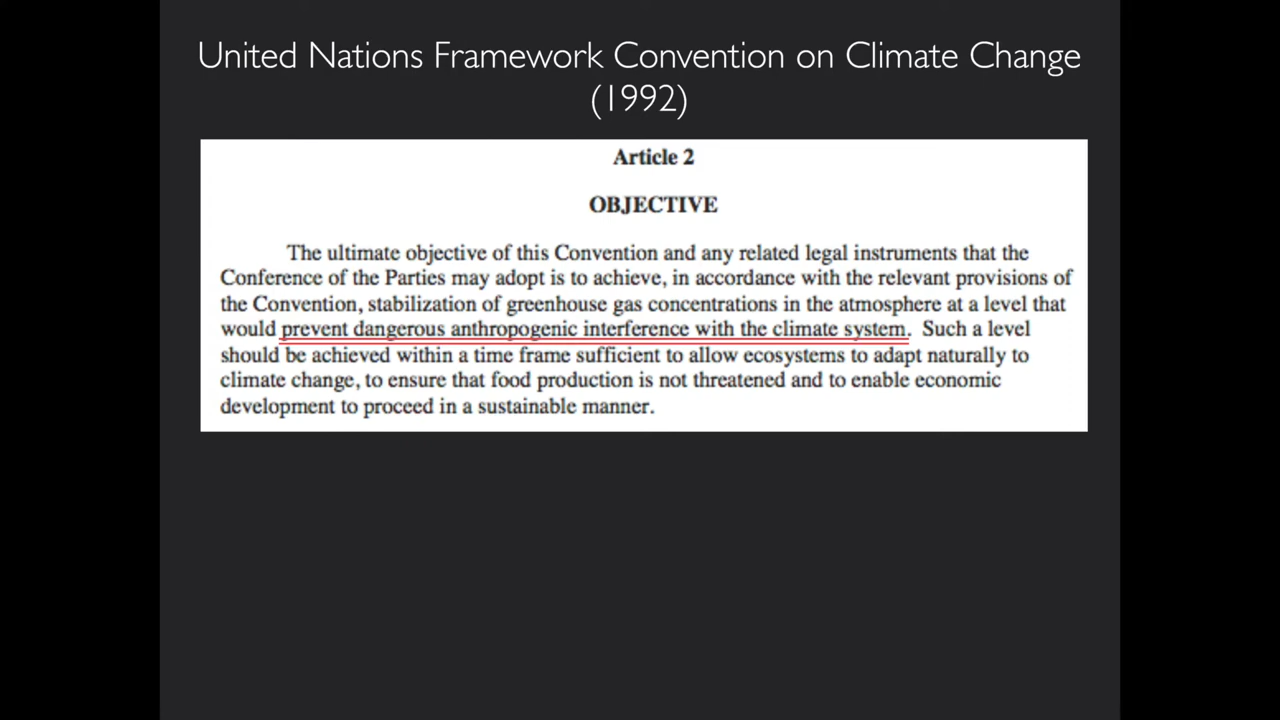 United Nations Framework Convention on Climate Change
(1992)
Article 2
OBJECTIVE
The ultimate objective of this Convention and any related legal instruments that the
Conference of the Parties may adopt is to achieve, in accordance with the relevant provisions of
the Convention, stabilization of greenhouse gas concentrations in the atmosphere at a level that
would prevent dangerous anthropogenic interference with the climate system. Such a level
should be achieved within a time frame sufficient to allow ecosystems to adapt naturally to
climate change, to ensure that food production is not threatened and to enable economic
development to proceed in a sustainable manner.